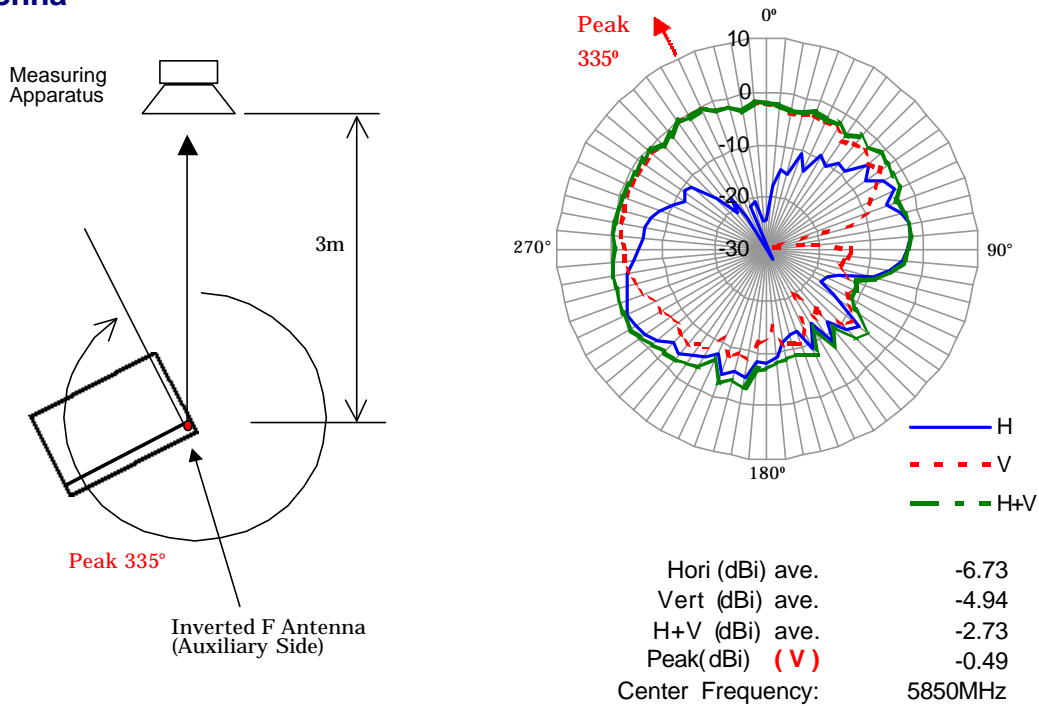 Measuring
Apparatus
3m
Peak 335°
Inverted F Antenna
(Auxiliary Side)
Peak
335º
0º
10
0
-10
-20
-30
270°
90°
180º
H
V
H+V
Hori (dBi) ave. -6.73
Vert (dBi) ave. -4.94
H+V (dBi) ave. -2.73
Peak(dBi) (V) -0.49
Center Frequency: 5850MHz